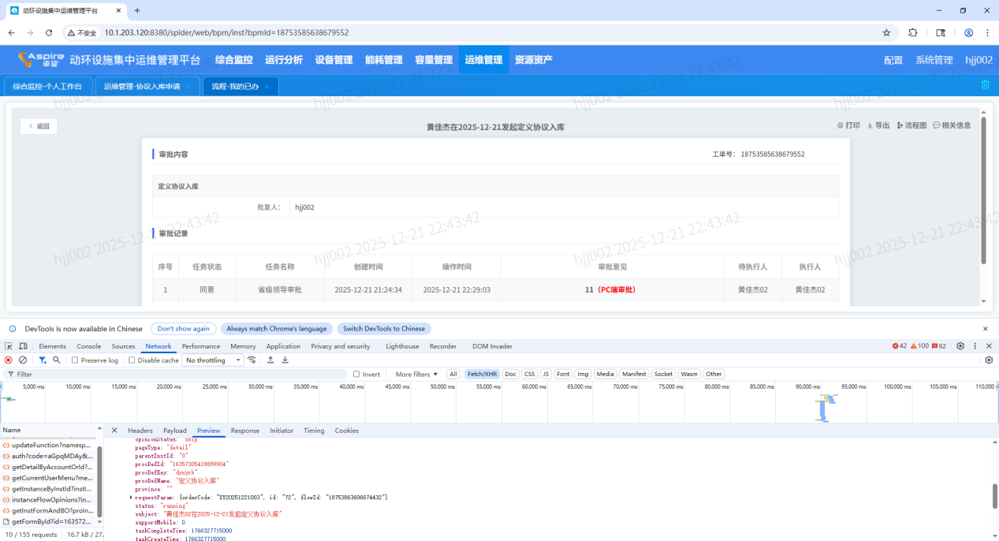 动环设施集中运维管理平台
不安全 10.1.203.120:8380/spider/web/bpm/inst?bpmId=18753585638679552
Aspire 卓望 动环设施集中运维管理平台 综合监控 运行分析 设备管理 能耗管理 容量管理 运维管理 资源资产 配置 系统管理 hjj002
综合监控-个人工作台 运维管理-协议入库申请 流程-我的已办
hjj002 2025-12-21 22:43:42
返回 黄佳杰在2025-12-21发起定义协议入库 打印 导出 流程图 相关信息
审批内容 工单号： 18753585638679552
定义协议入库
批复人： hjj002
审批记录
序号 任务状态 任务名称 创建时间 操作时间 审批意见 待执行人 执行人
1 同意 省级领导审批 2025-12-21 21:24:34 2025-12-21 22:29:03 11（PC端审批） 黄佳杰02 黄佳杰02
DevTools is now available in Chinese Don't show again Always match Chrome's language Switch DevTools to Chinese
Elements Console Sources Network Performance Memory Application Privacy and security Lighthouse Recorder DOM Invader 42 100 92
Preserve log Disable cache No throttling
Filter Invert More filters All Fetch/XHR Doc CSS JS Font Img Media Manifest Socket Wasm Other
5,000 ms 10,000 ms 15,000 ms 20,000 ms 25,000 ms 30,000 ms 35,000 ms 40,000 ms 45,000 ms 50,000 ms 55,000 ms 60,000 ms 65,000 ms 70,000 ms 75,000 ms 80,000 ms 85,000 ms 90,000 ms 95,000 ms 100,000 ms 105,000 ms 110,000
Name Headers Payload Preview Response Initiator Timing Cookies
opinionStatus: "skip"
updateFunction?namesp... pageType: "detail"
auth?code=aGpqMDAy&... parentInstId: "0"
getDetailByAccountOrId?... procDefId: "16357305419899904"
procDefKey: "dyxyrk"
getCurrentUserMenu?me... procDefName: "定义协议入库"
getInstanceByInstId?instI... province: ""
instanceFlowOpinions?in... requestParam: {orderCode: "XY20251221003", id: "72", flowId: "18753863606674432"}
status: "running"
getInstFormAndBO?proIn... subject: "黄佳杰02在2025-12-21发起定义协议入库"
getFormById?id=163572... supportMobile: 0
taskCompleteTime: 1766327715000
10 / 155 requests 16.7 kB / 27. taskCreateTime: 1766327715000